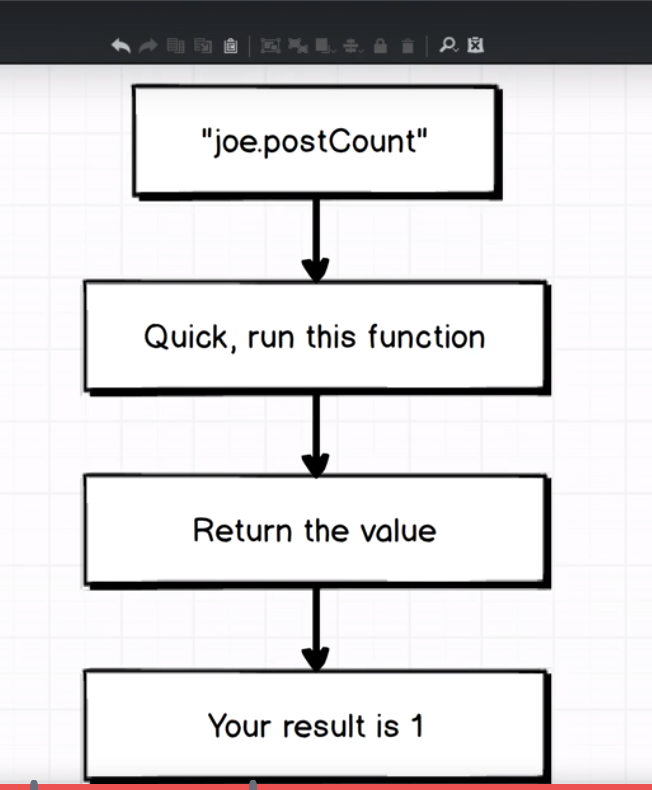 "joe.postCount"
Quick, run this function
Return the value
Your result is 1